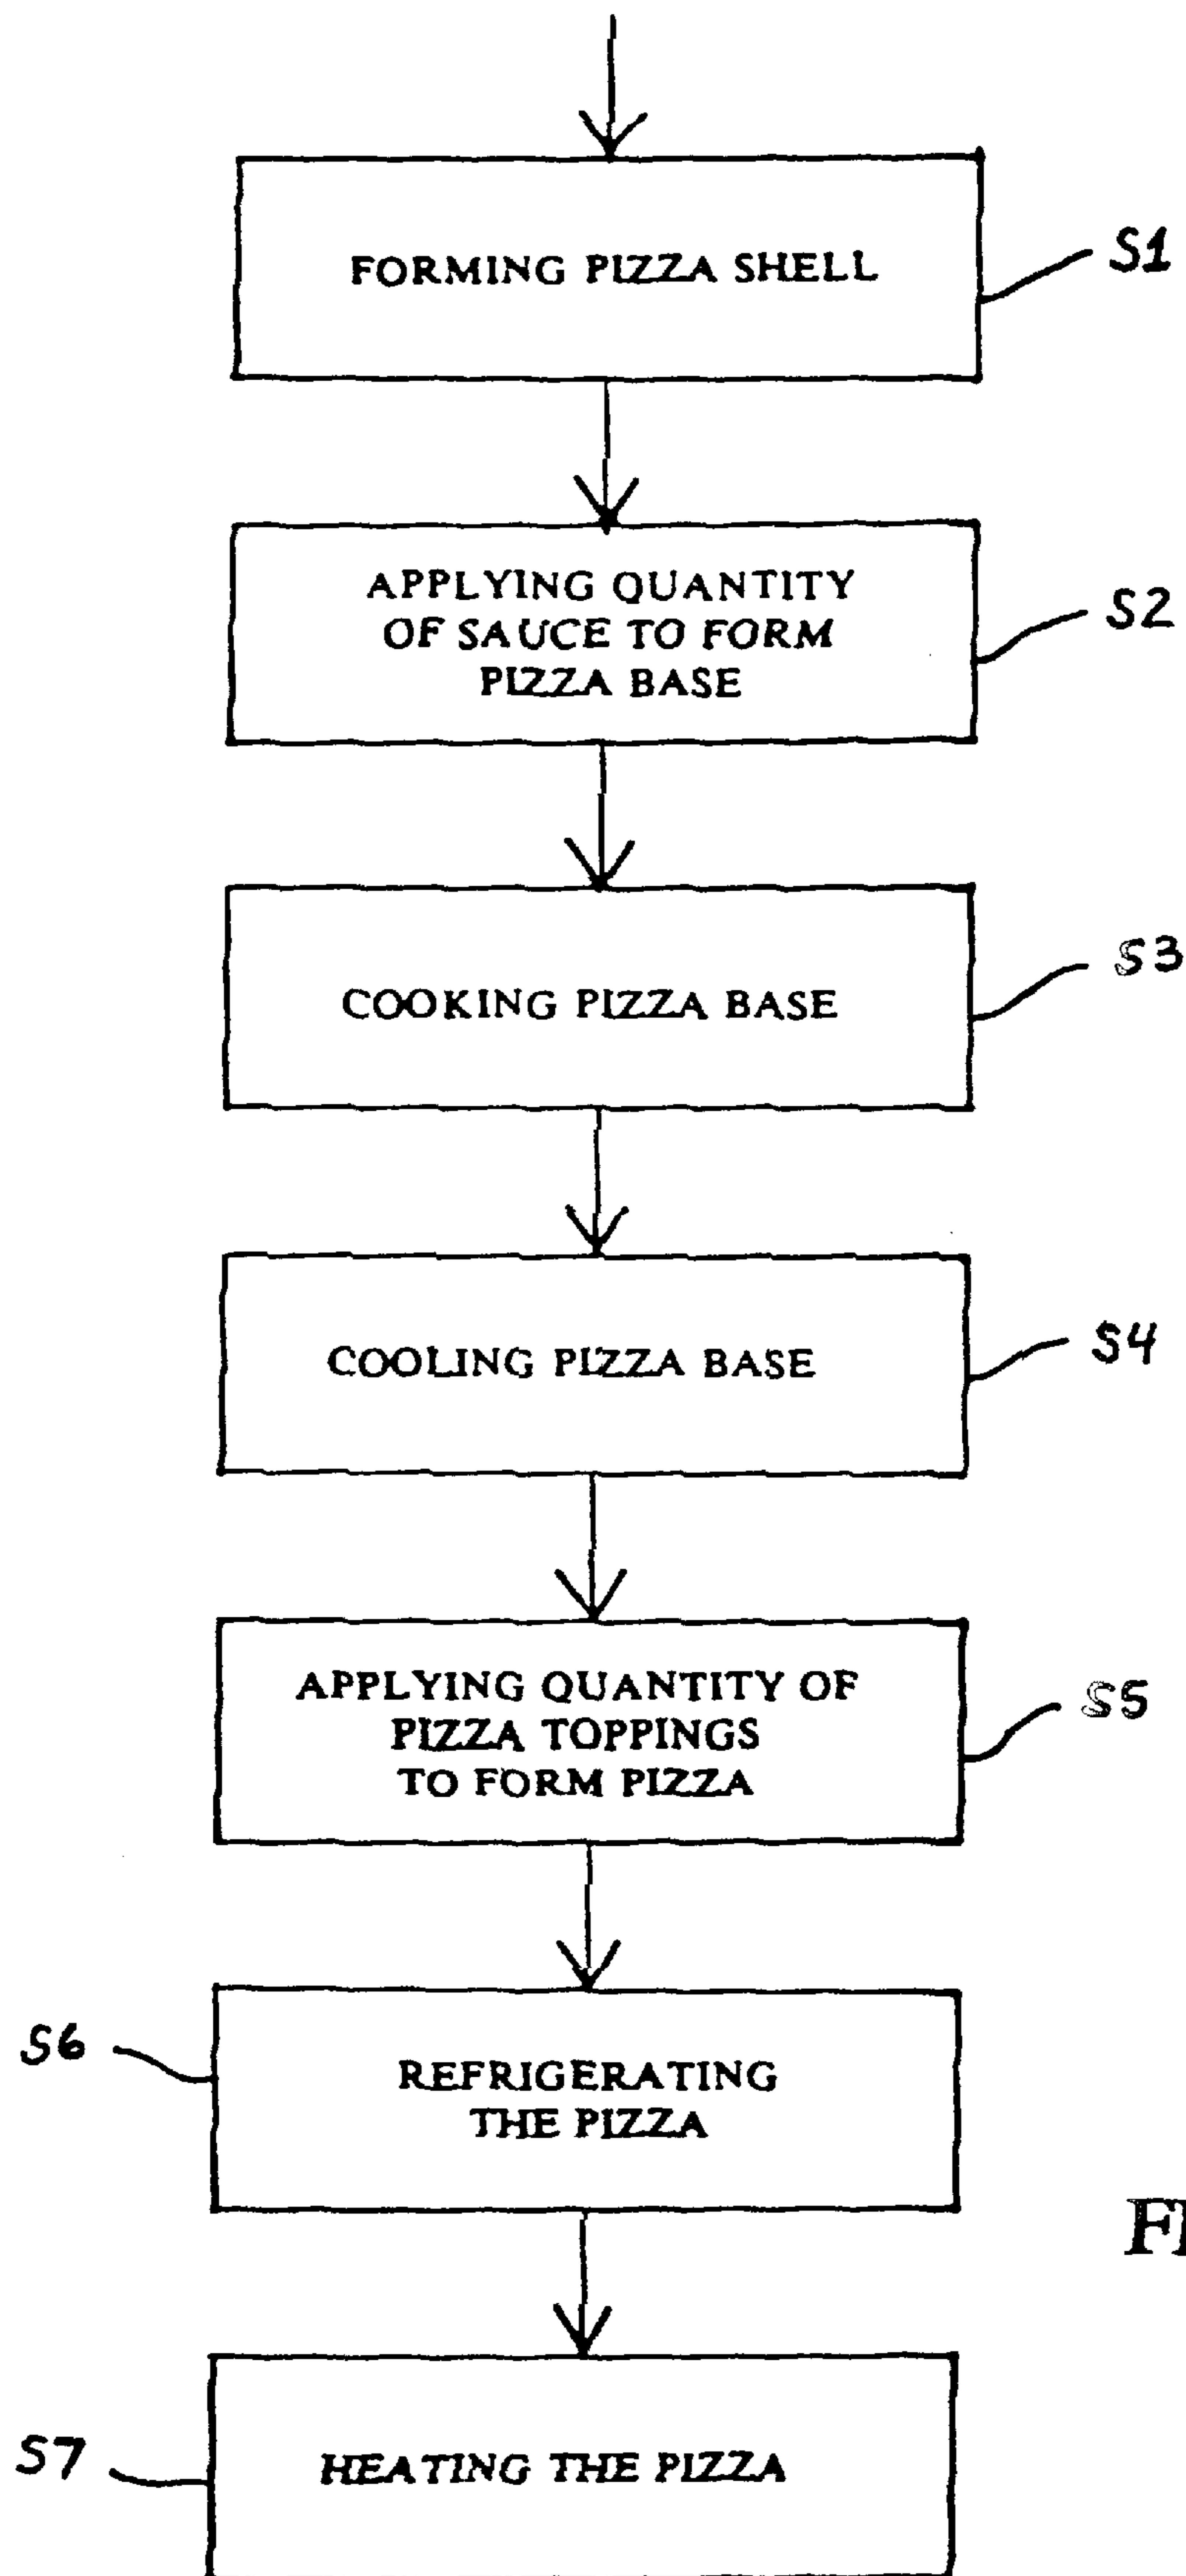 FORMING PIZZA SHELL
S1
APPLYING QUANTITY
OF SAUCE TO FORM
PIZZA BASE
S2
COOKING PIZZA BASE
S3
COOLING PIZZA BASE
S4
APPLYING QUANTITY OF
PIZZA TOPPINGS
TO FORM PIZZA
S5
S6
REFRIGERATING
THE PIZZA
S7
HEATING THE PIZZA